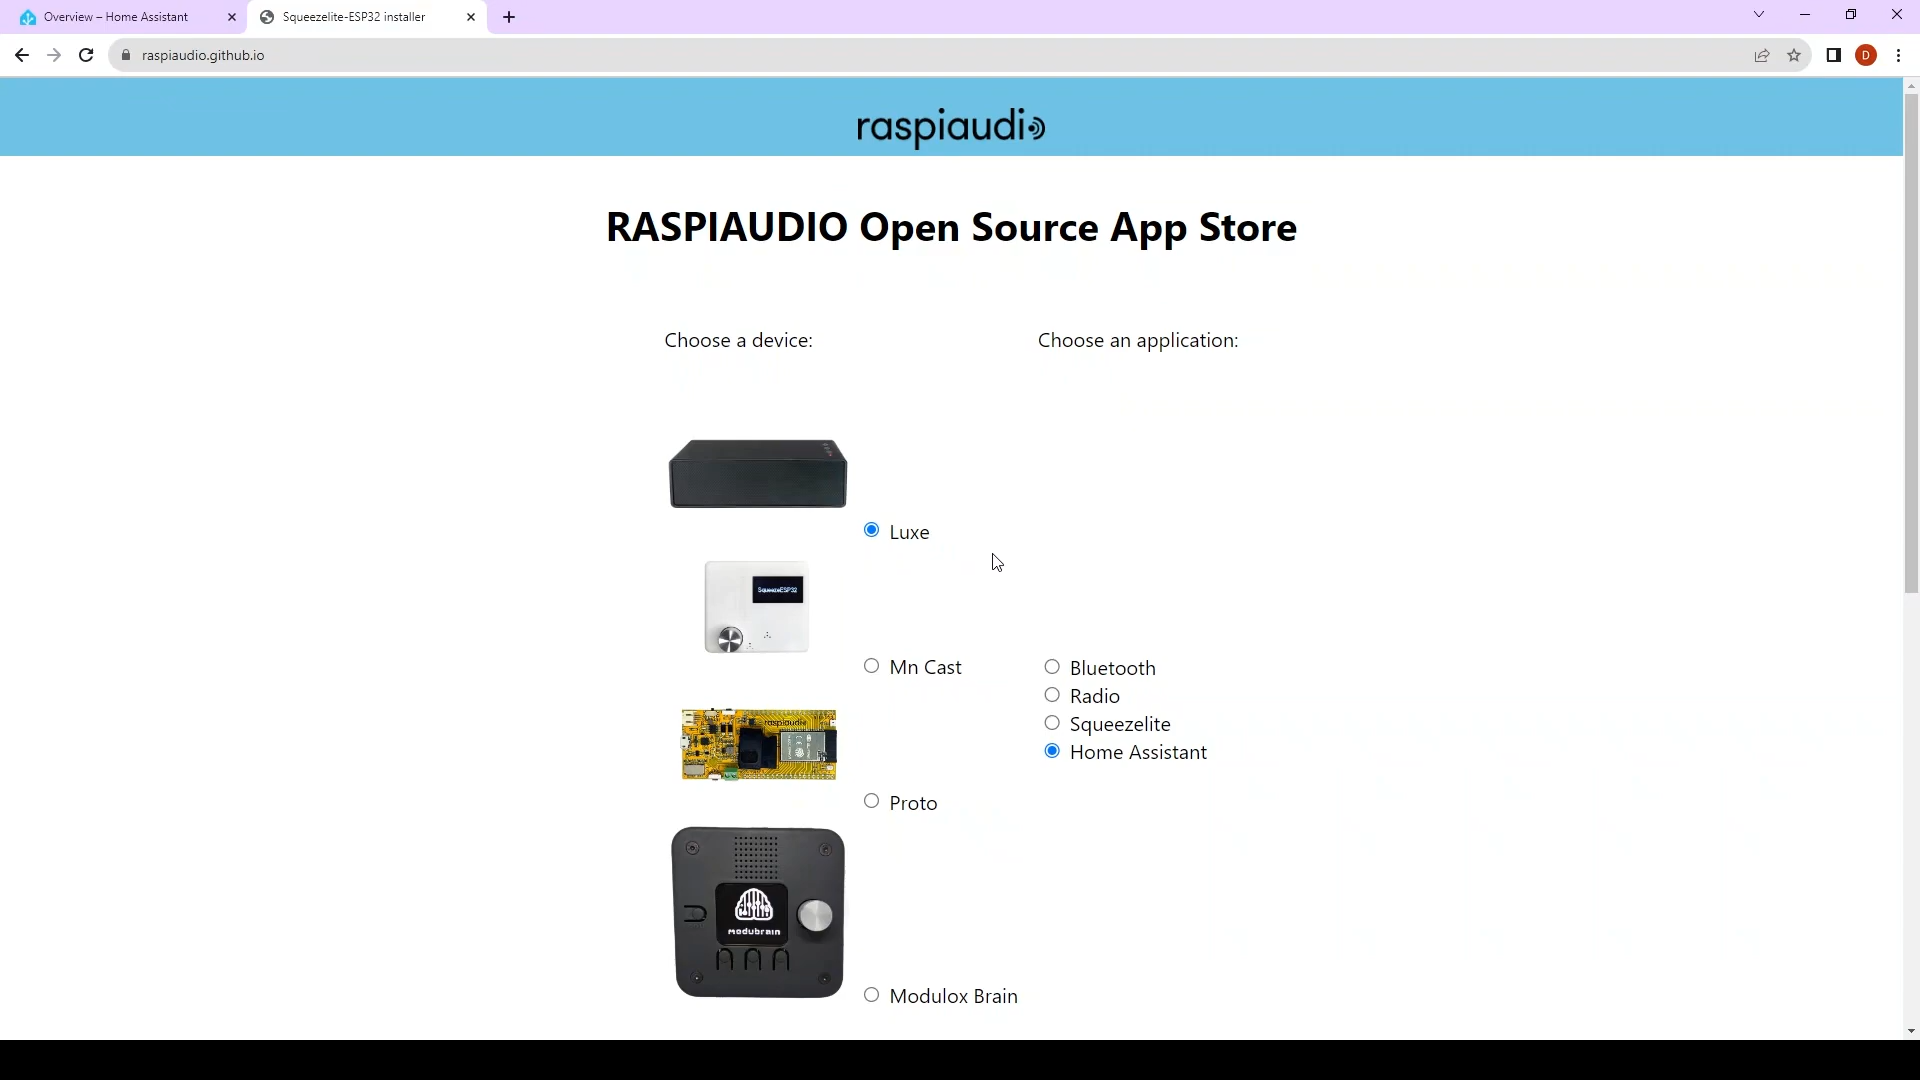 Overview – Home Assistant
Squeezelite-ESP32 installer
raspiaudio.github.io
D
raspiaudio
RASPIAUDIO Open Source App Store
Choose a device:
Choose an application:
Luxe
SqueezeESP32
Mn Cast
Bluetooth
Radio
raspiaudio
Squeezelite
Home Assistant
Proto
modubrain
Modulox Brain